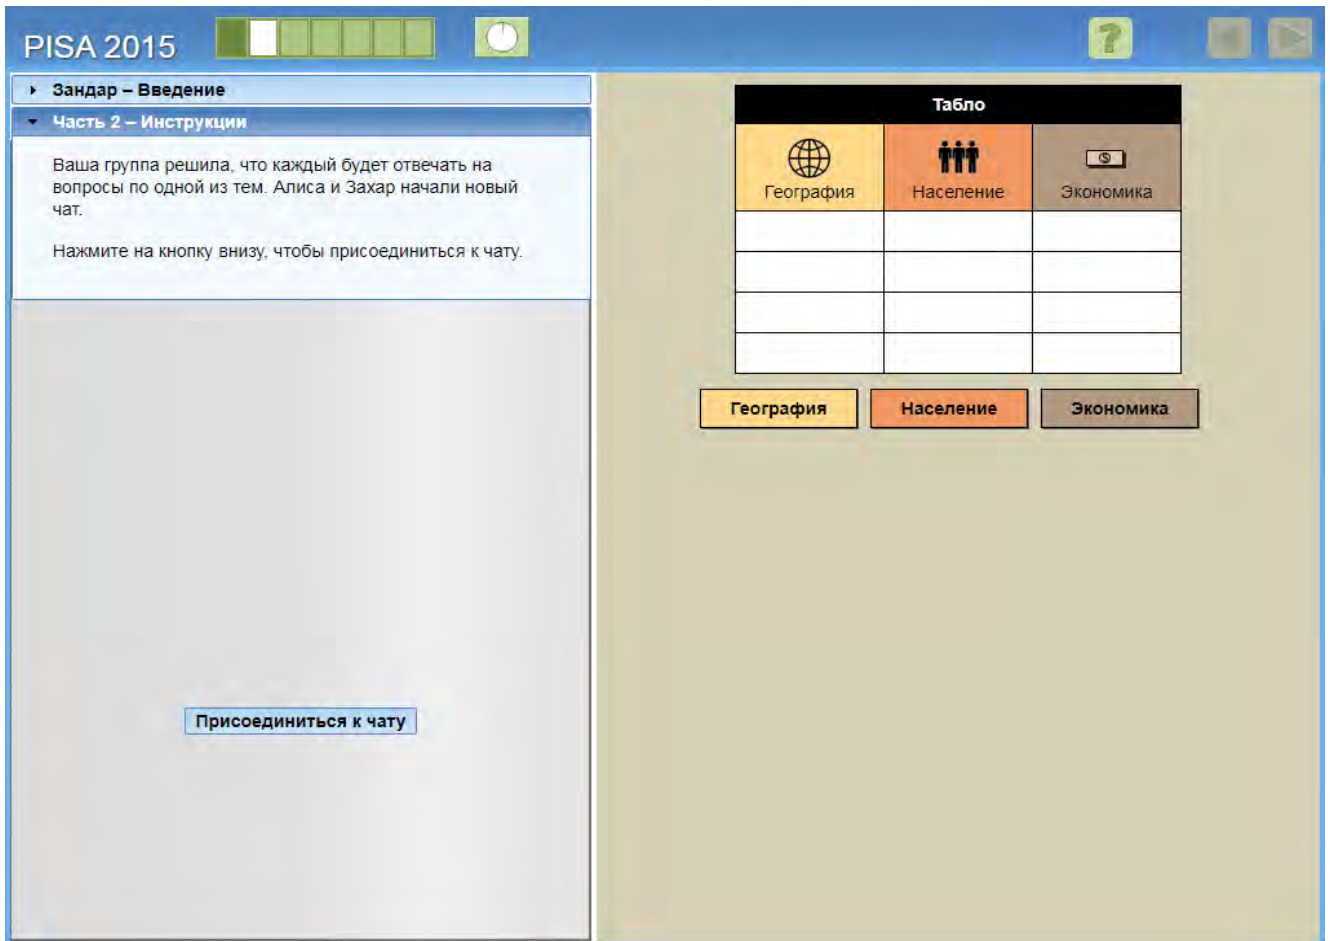 PISA 2015
?
Зандар – Введение
Часть 2 – Инструкции
Ваша группа решила, что каждый будет отвечать на
вопросы по одной из тем. Алиса и Захар начали новый
чат.
Нажмите на кнопку внизу, чтобы присоединиться к чату.
Присоединиться к чату
Табло
География Население Экономика
География Население Экономика